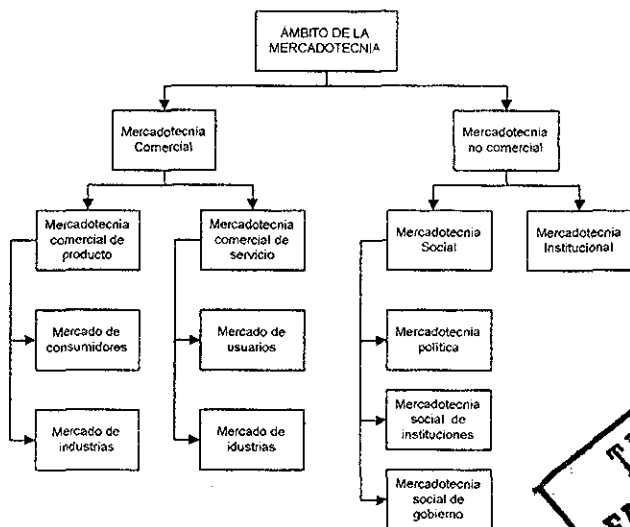 ÁMBITO DE LA
MERCADOTECNIA
Mercadotecnia
Comercial
Mercadotecnia
no comercial
Mercadotecnia
comercial de
producto
Mercadotecnia
comercial de
servicio
Mercadotecnia
Social
Mercadotecnia
Institucional
Mercado de
consumidores
Mercado de
usuarios
Mercadotecnia
política
Mercado de
industrias
Mercado de
idustrias
Mercadotecnia
social de
instituciones
Mercadotecnia
social de
gobierno